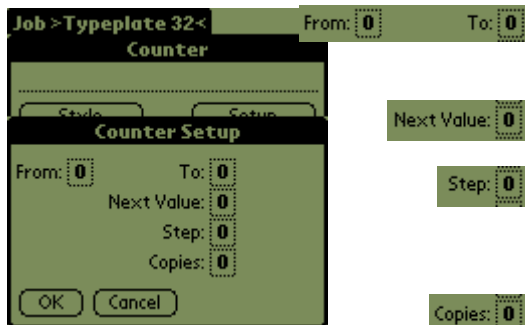 Job >Typeplate 32<
Counter
Style Setup
Counter Setup
From: 0 To: 0
Next Value: 0
Step: 0
Copies: 0
OK Cancel
From: 0 To: 0
Next Value: 0
Step: 0
Copies: 0